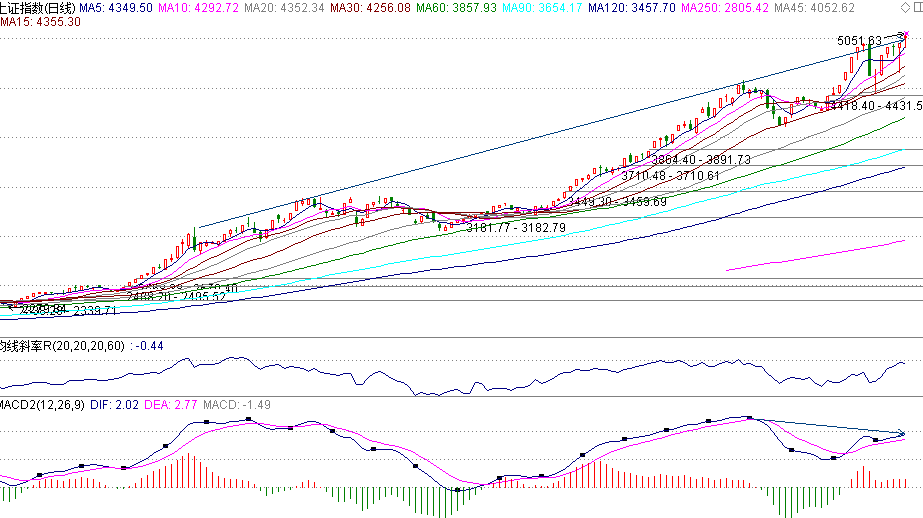 上证指数(日线) MA5: 4349.50 MA10: 4292.72 MA20: 4352.34 MA30: 4256.08 MA60: 3857.93 MA90: 3654.17 MA120: 3457.70 MA250: 2805.42 MA45: 4052.62
MA15: 4355.30
5051.63
4418.40 - 4431.5
3864.40 - 3891.73
3710.48 - 3710.61
3449.30 - 3459.69
3181.77 - 3182.79
2498.20 - 2495.52
2339.71
均线斜率R(20,20,20,60) : -0.44
MACD2(12,26,9) DIF: 2.02 DEA: 2.77 MACD: -1.49